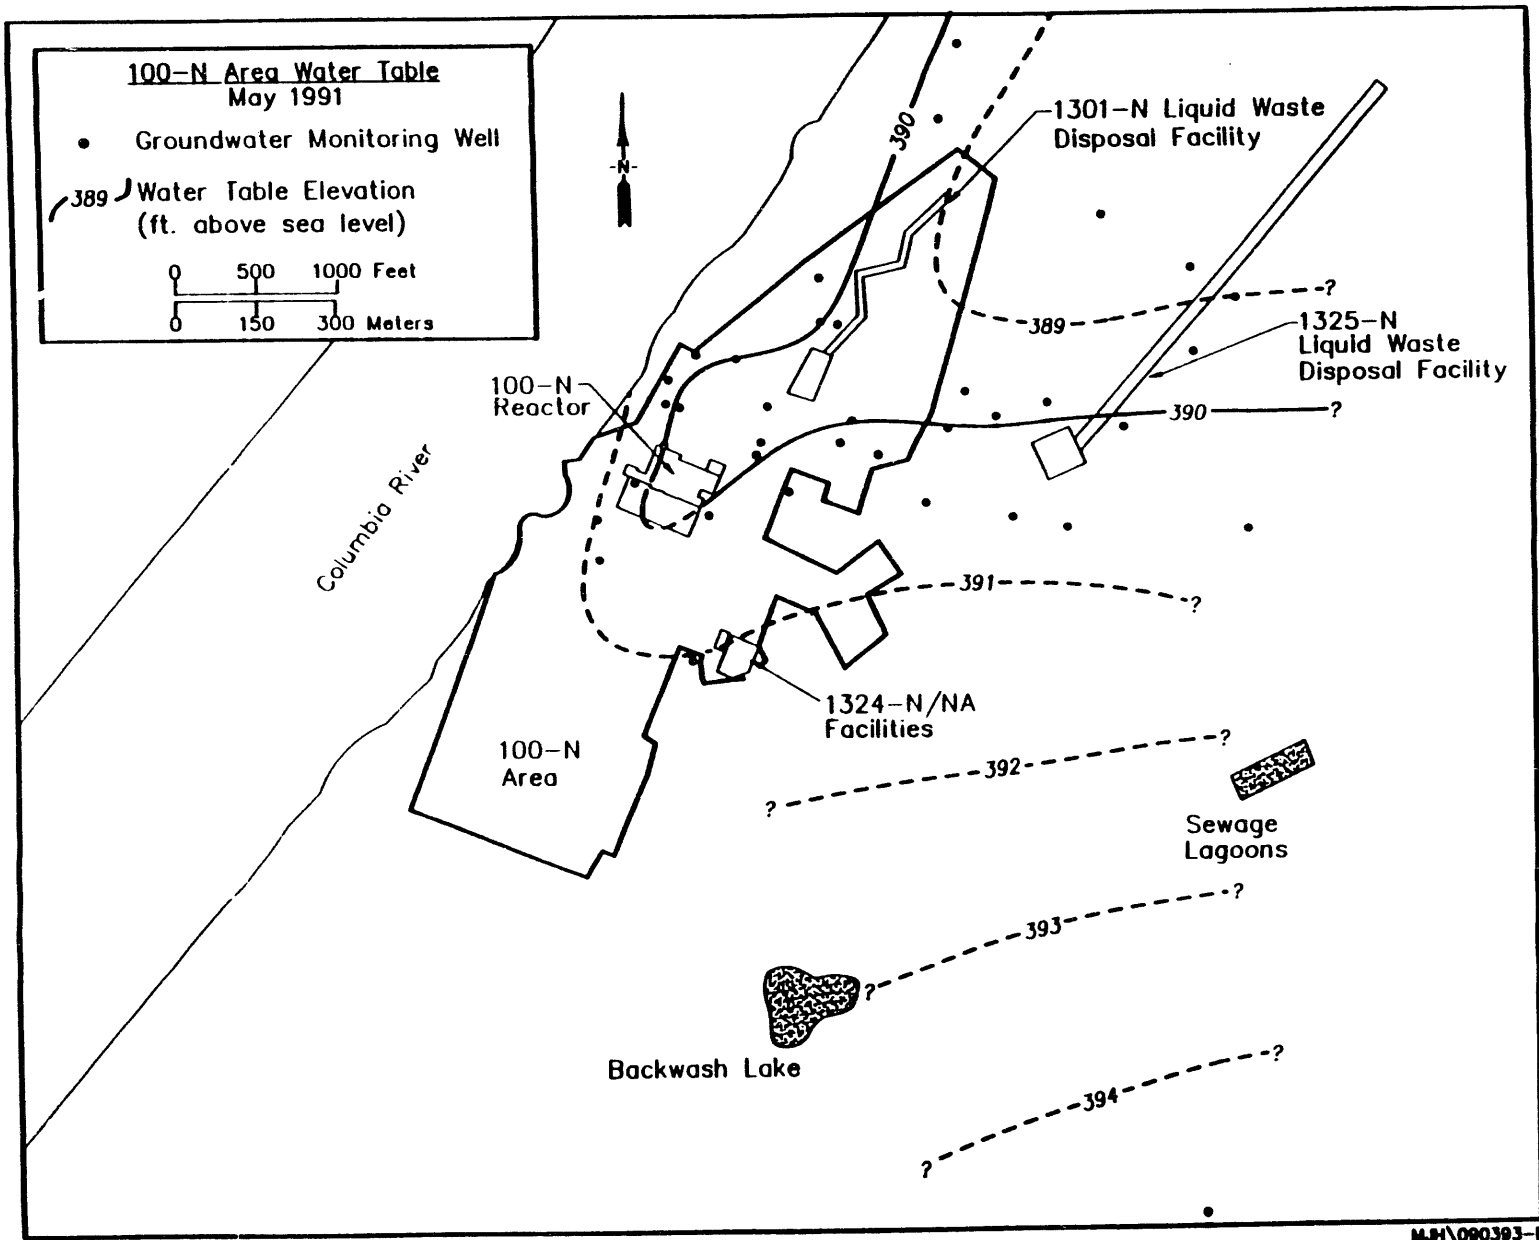 100-N Area Water Table
May 1991
Groundwater Monitoring Well
389
Water Table Elevation
(ft. above sea level)
0 500 1000 Feet
0 150 300 Meters
-N-
390
1301-N Liquid Waste
Disposal Facility
?
389
1325-N
Liquid Waste
Disposal Facility
100-N
Reactor
390
?
Columbia River
391
?
1324-N/NA
Facilities
100-N
Area
?
392
?
Sewage
Lagoons
?
393
?
Backwash Lake
?
394
?
MJH\090393-